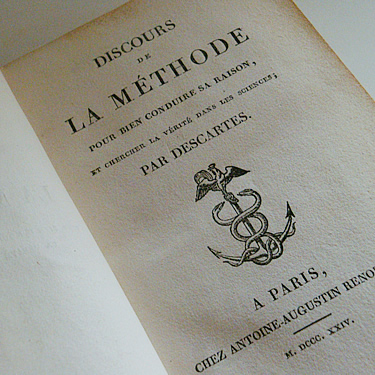 DISCOURS
DE
LA MÉTHODE
POUR BIEN CONDUIRE SA RAISON,
ET CHERCHER LA VÉRITÉ DANS LES SCIENCES;
PAR DESCARTES.
A PARIS,
CHEZ ANTOINE-AUGUSTIN RENOU
M. DCCC. XXIV.